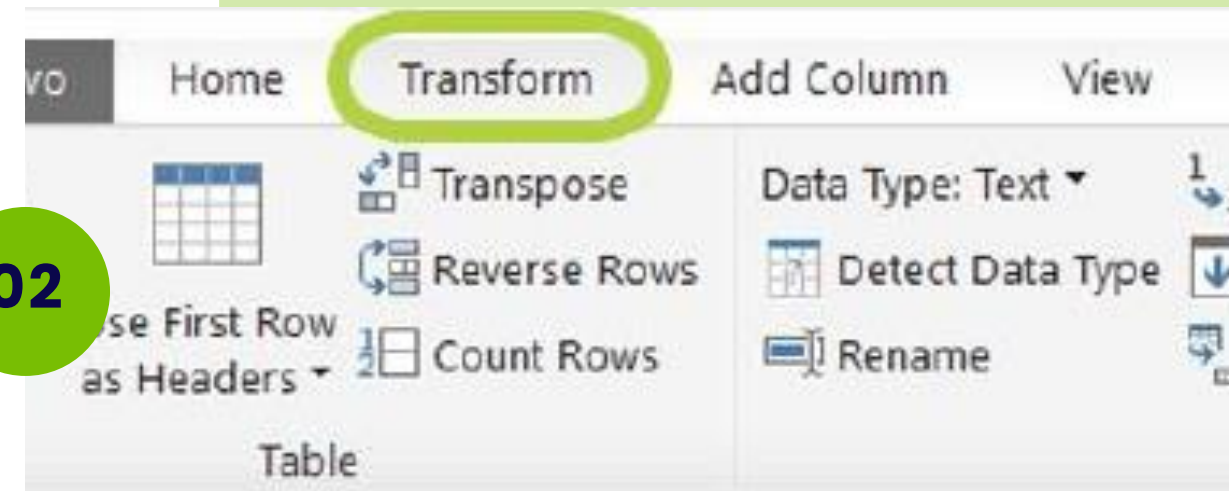 vo Home Transform Add Column View
Transpose Data Type: Text
02 Reverse Rows Detect Data Type
se First Row
as Headers Count Rows Rename
Table